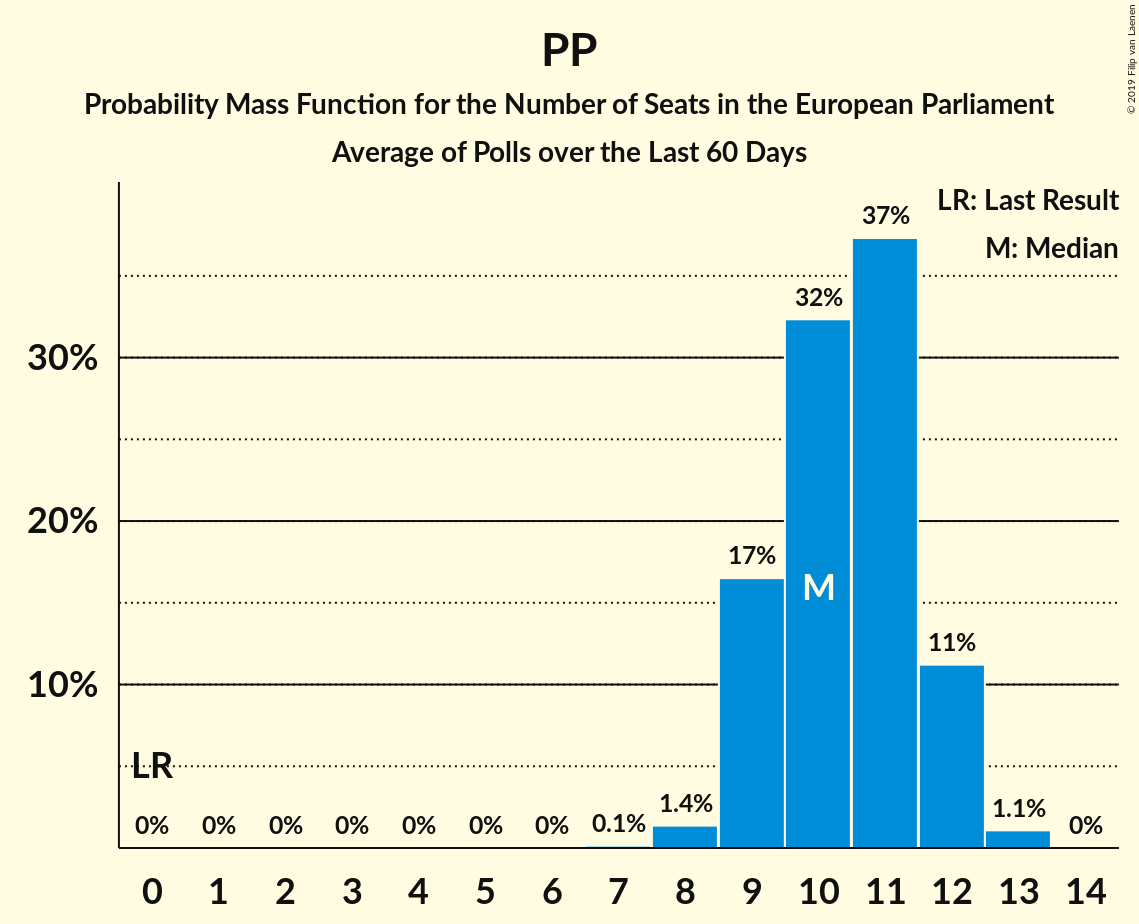 PP
Probability Mass Function for the Number of Seats in the European Parliament
Average of Polls over the Last 60 Days
© 2019 Filip van Laenen
LR: Last Result
M: Median
37%
32%
30%
20%
17%
M
11%
10%
LR
0% 0% 0% 0% 0% 0% 0% 0.1% 1.4% 1.1% 0%
0 1 2 3 4 5 6 7 8 9 10 11 12 13 14